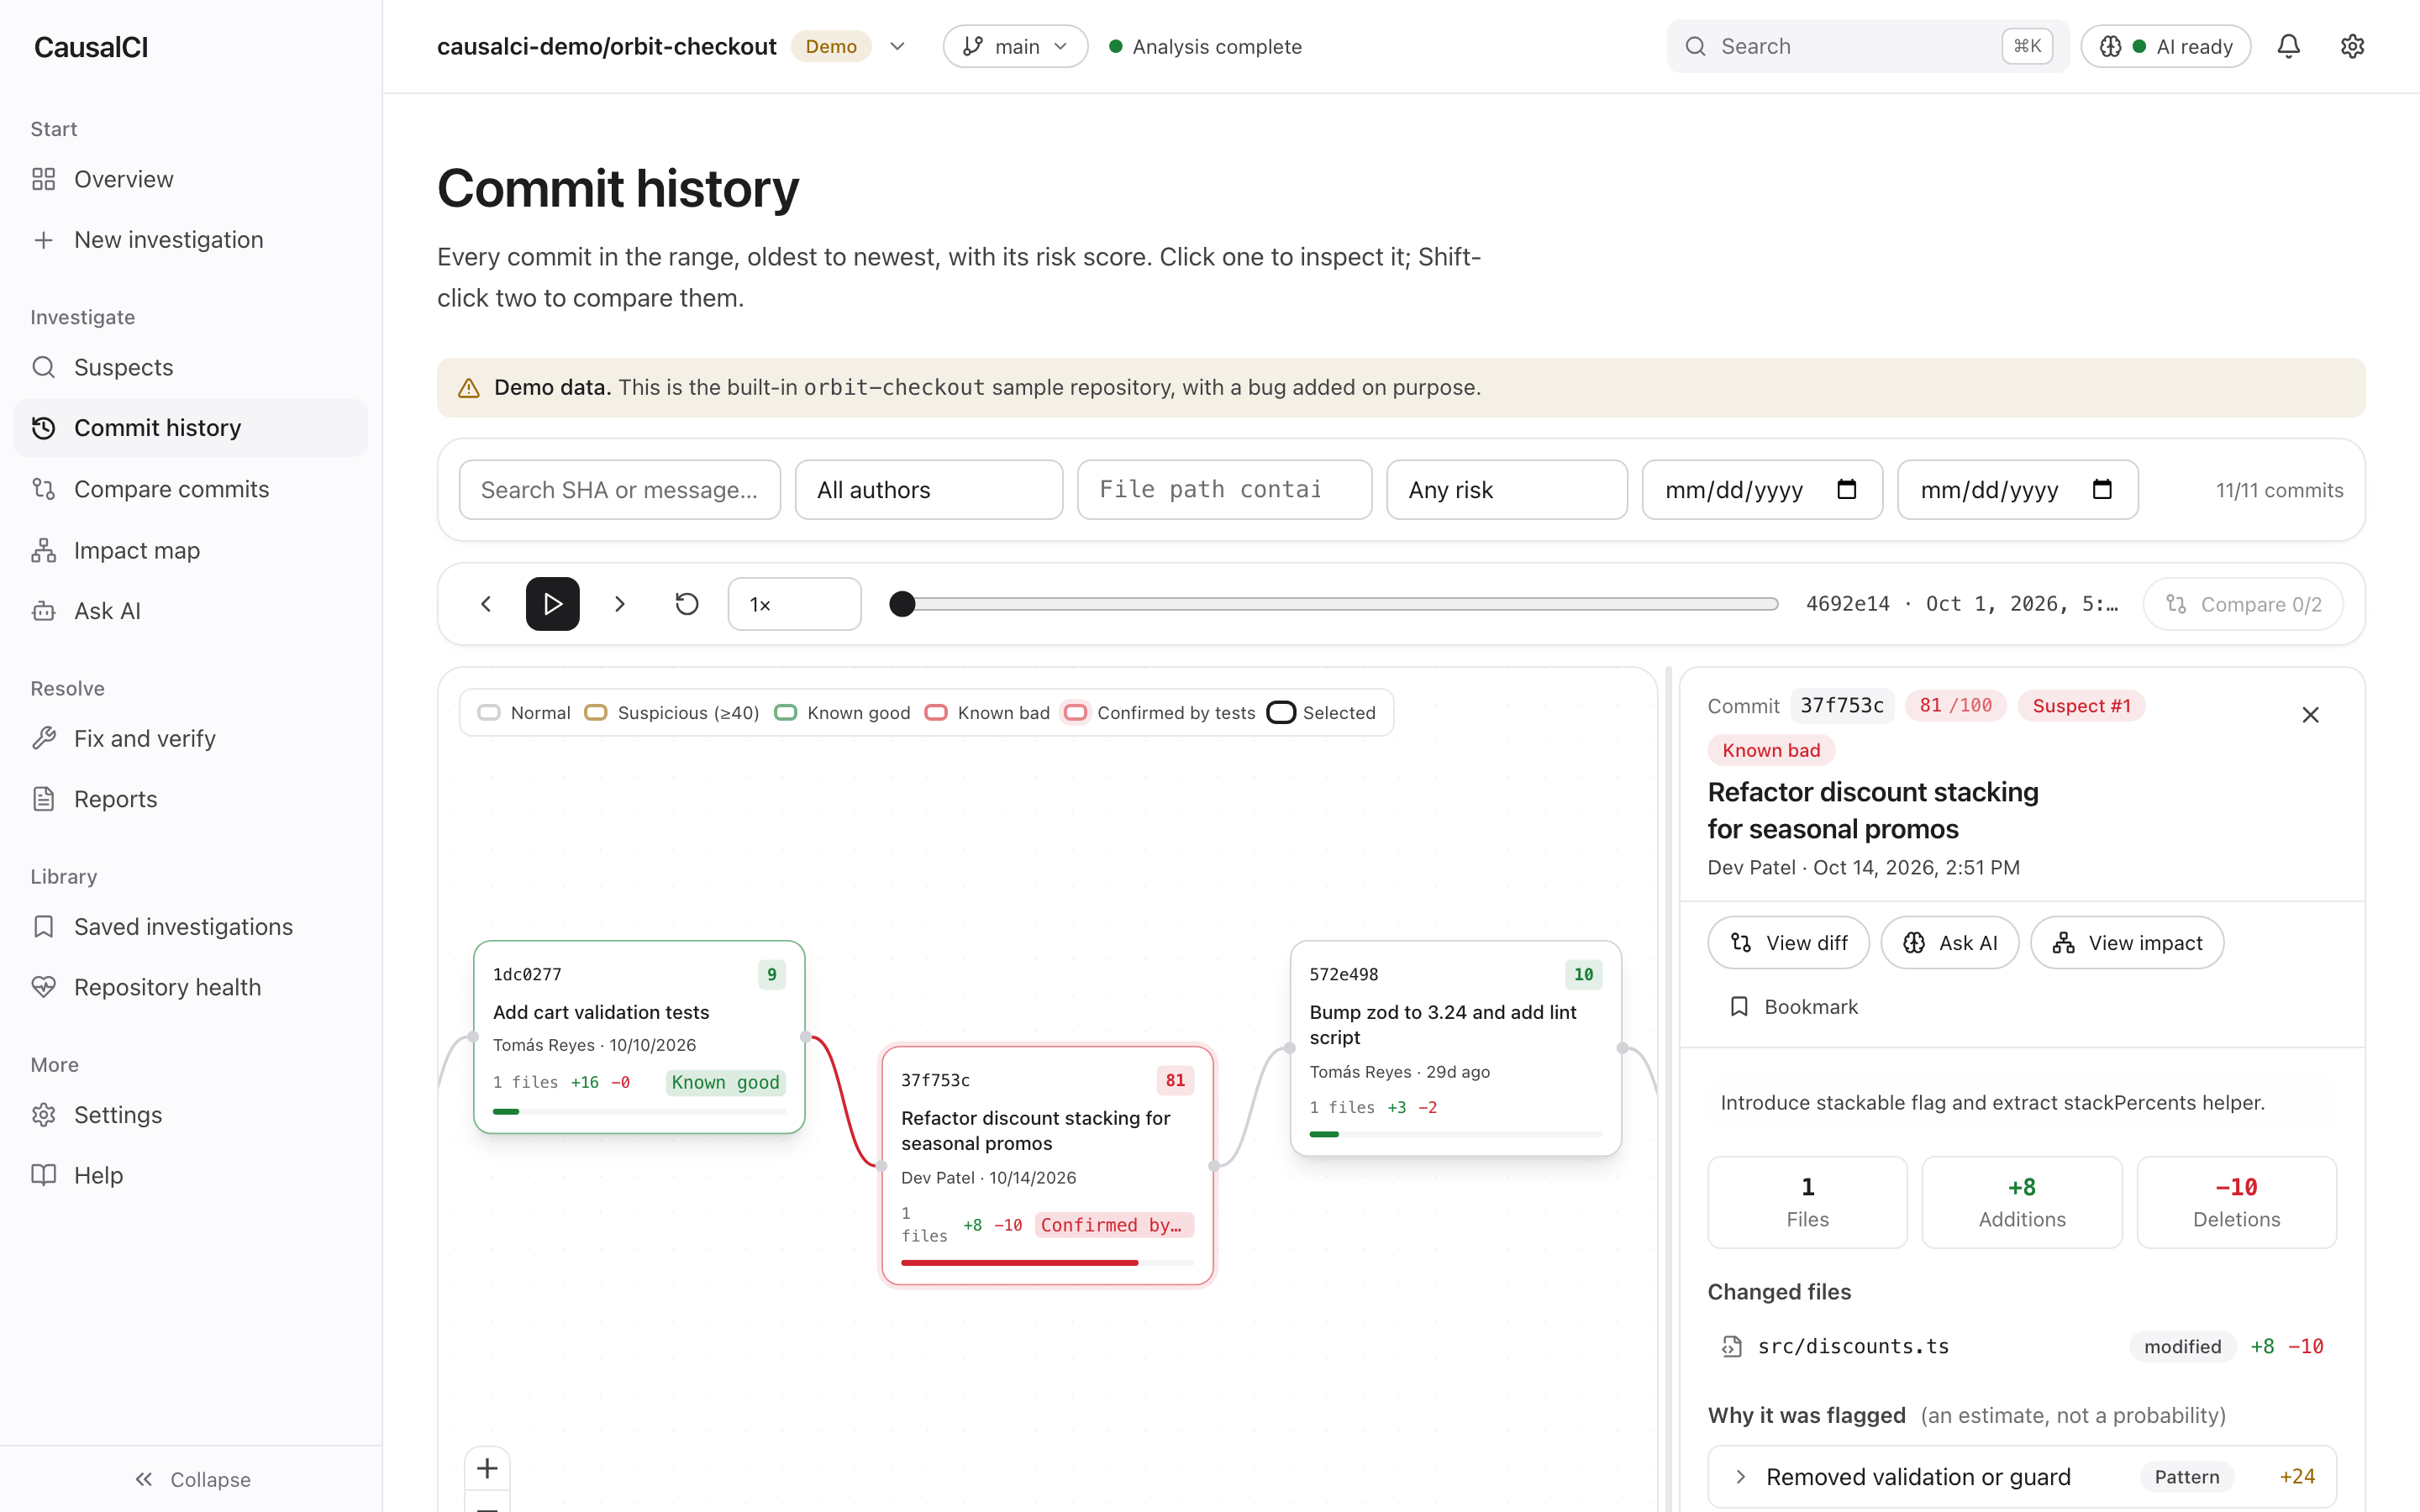 CausalCI
Start
Overview
New investigation
Investigate
Suspects
Commit history
Compare commits
Impact map
Ask AI
Resolve
Fix and verify
Reports
Library
Saved investigations
Repository health
More
Settings
Help
Collapse
causalci-demo/orbit-checkout Demo main Analysis complete Search ⌘K AI ready
Commit history
Every commit in the range, oldest to newest, with its risk score. Click one to inspect it; Shift-
click two to compare them.
Demo data. This is the built-in orbit-checkout sample repository, with a bug added on purpose.
Search SHA or message... All authors File path contai Any risk mm/dd/yyyy mm/dd/yyyy 11/11 commits
1× 4692e14 · Oct 1, 2026, 5:… Compare 0/2
Normal Suspicious (≥40) Known good Known bad Confirmed by tests Selected
1dc0277 9
Add cart validation tests
Tomás Reyes · 10/10/2026
1 files +16 −0 Known good
37f753c 81
Refactor discount stacking for
seasonal promos
Dev Patel · 10/14/2026
1
files +8 −10 Confirmed by…
572e498 10
Bump zod to 3.24 and add lint
script
Tomás Reyes · 29d ago
1 files +3 −2
Commit 37f753c 81 /100 Suspect #1
Known bad
Refactor discount stacking
for seasonal promos
Dev Patel · Oct 14, 2026, 2:51 PM
View diff Ask AI View impact
Bookmark
Introduce stackable flag and extract stackPercents helper.
1 +8 −10
Files Additions Deletions
Changed files
src/discounts.ts modified +8 −10
Why it was flagged (an estimate, not a probability)
Removed validation or guard Pattern +24